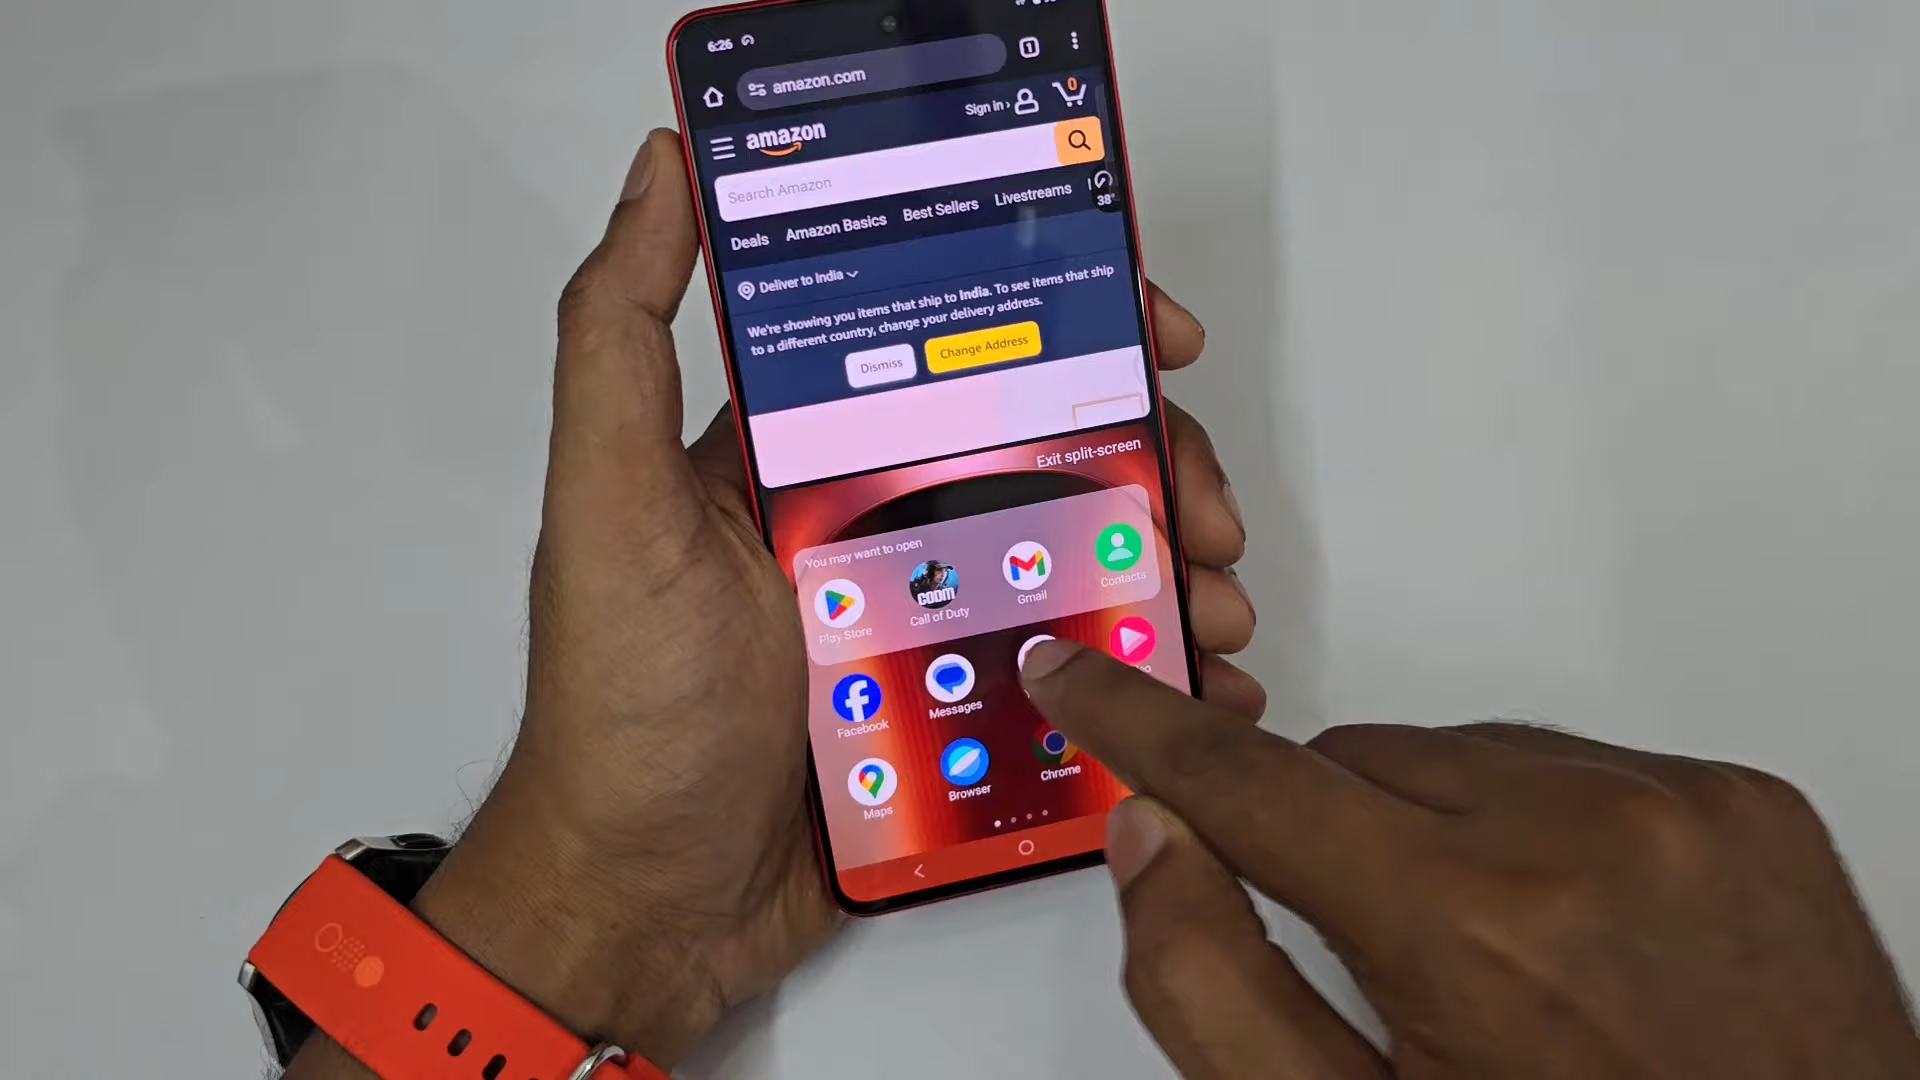 6:26
amazon.com
1
Sign in ›
0
amazon
Search Amazon
Deals Amazon Basics Best Sellers Livestreams
38°
Deliver to India
We're showing you items that ship to India. To see items that ship
to a different country, change your delivery address.
Dismiss
Change Address
Exit split-screen
You may want to open
CODM
Play Store
Call of Duty
Gmail
Contacts
Facebook
Messages
Maps
Browser
Chrome